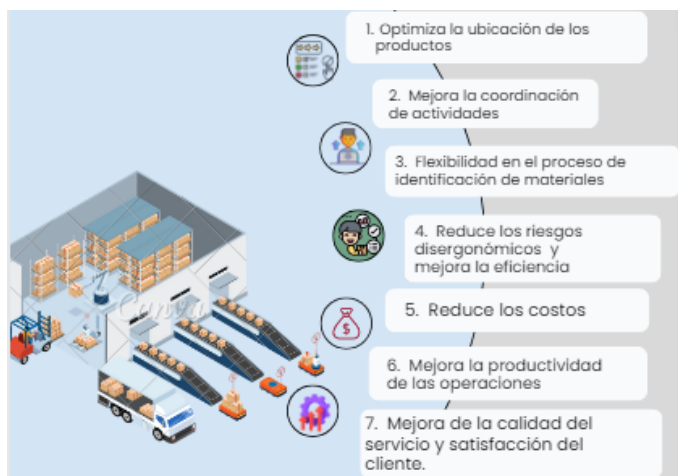 1. Optimiza la ubicación de los
productos
2. Mejora la coordinación
de actividades
3. Flexibilidad en el proceso de
identificación de materiales
4. Reduce los riesgos
disergonómicos y
mejora la eficiencia
5. Reduce los costos
6. Mejora la productividad
de las operaciones
7. Mejora de la calidad del
servicio y satisfacción del
cliente.
Canva
$